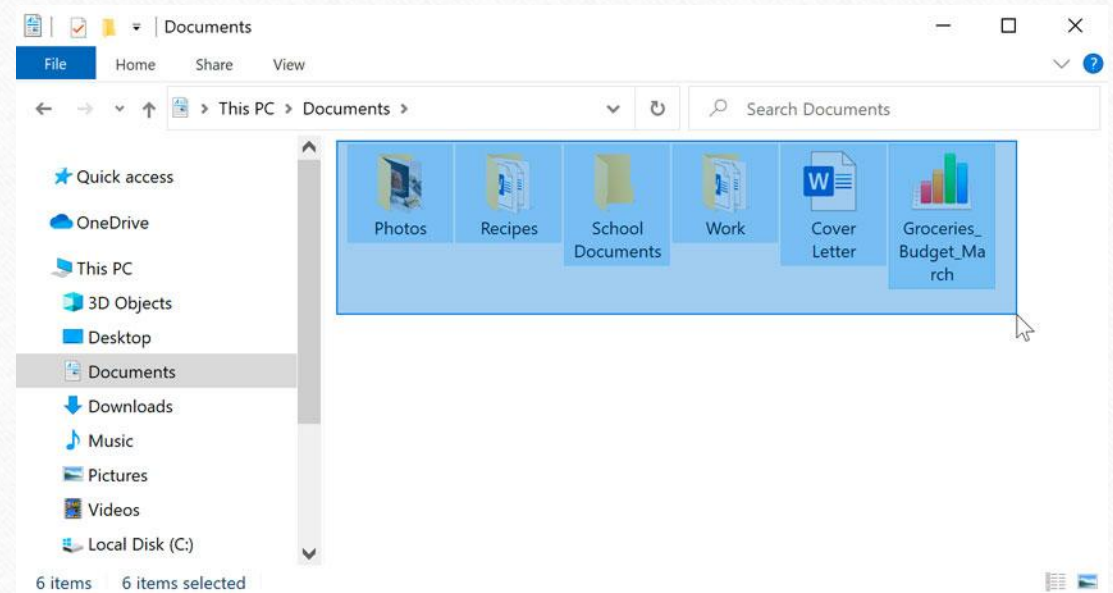 Documents
File Home Share View
?
This PC > Documents >
Search Documents
Quick access
OneDrive
This PC
3D Objects
Desktop
Documents
Downloads
Music
Pictures
Videos
Local Disk (C:)
Photos
Recipes
School
Documents
Work
W
Cover
Letter
Groceries_
Budget_Ma
rch
6 items 6 items selected